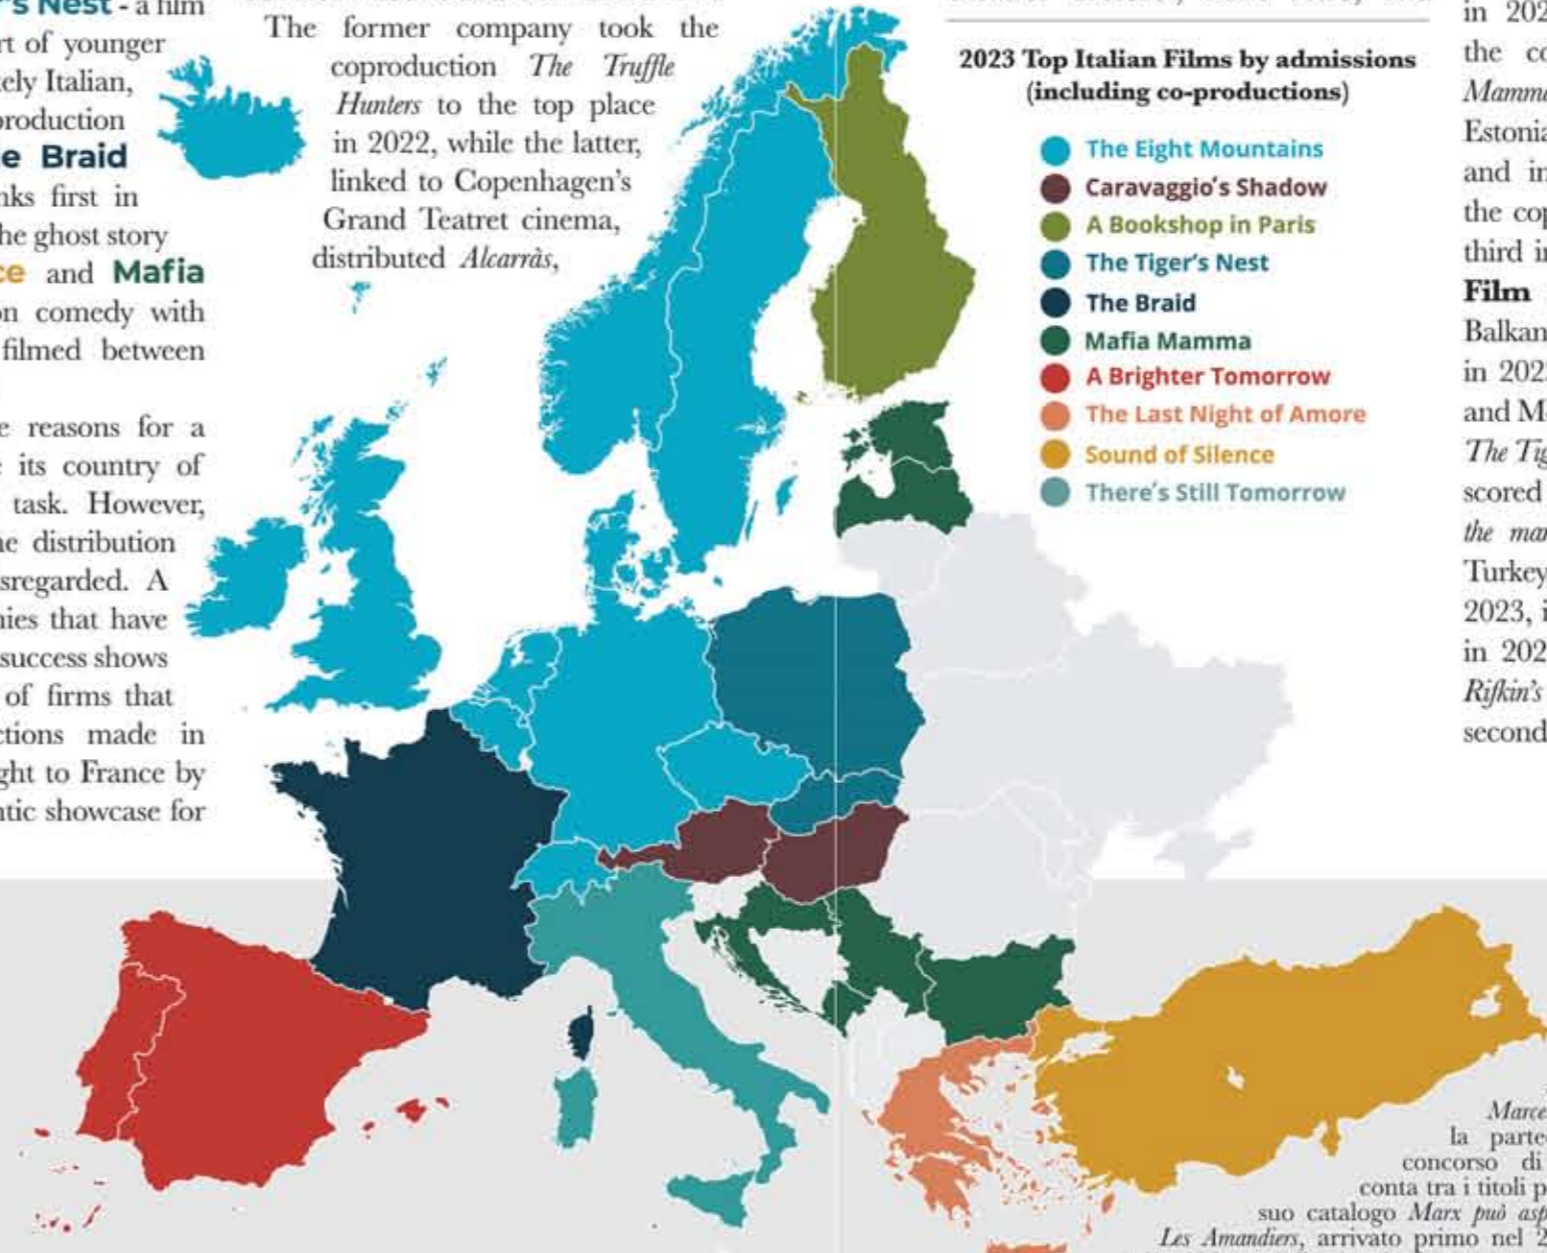 's Nest - a film
rt of younger
ely Italian,
production
e Braid
nks first in
he ghost story
ce and Mafia
on comedy with
filmed between
e reasons for a
its country of
task. However,
ne distribution
sregarded. A
nies that have
success shows
of firms that
ctions made in
ght to France by
ntic showcase for
The former company took the
coproduction The Truffle
Hunters to the top place
in 2022, while the latter,
linked to Copenhagen's
Grand Teatret cinema,
distributed Alcarràs,
2023 Top Italian Films by admissions
(including co-productions)
The Eight Mountains
Caravaggio's Shadow
A Bookshop in Paris
The Tiger's Nest
The Braid
Mafia Mamma
A Brighter Tomorrow
The Last Night of Amore
Sound of Silence
There's Still Tomorrow
in 202
the co
Mamma
Estonia
and in
the cop
third in
Film
Balkan
in 202
and M
The Tig
scored
the man
Turkey
2023, i
in 202
Rifkin's
second
Marce
la parte
concorso di
conta tra i titoli p
suo catalogo Marx può asp
Les Amandiers, arrivato primo nel 2